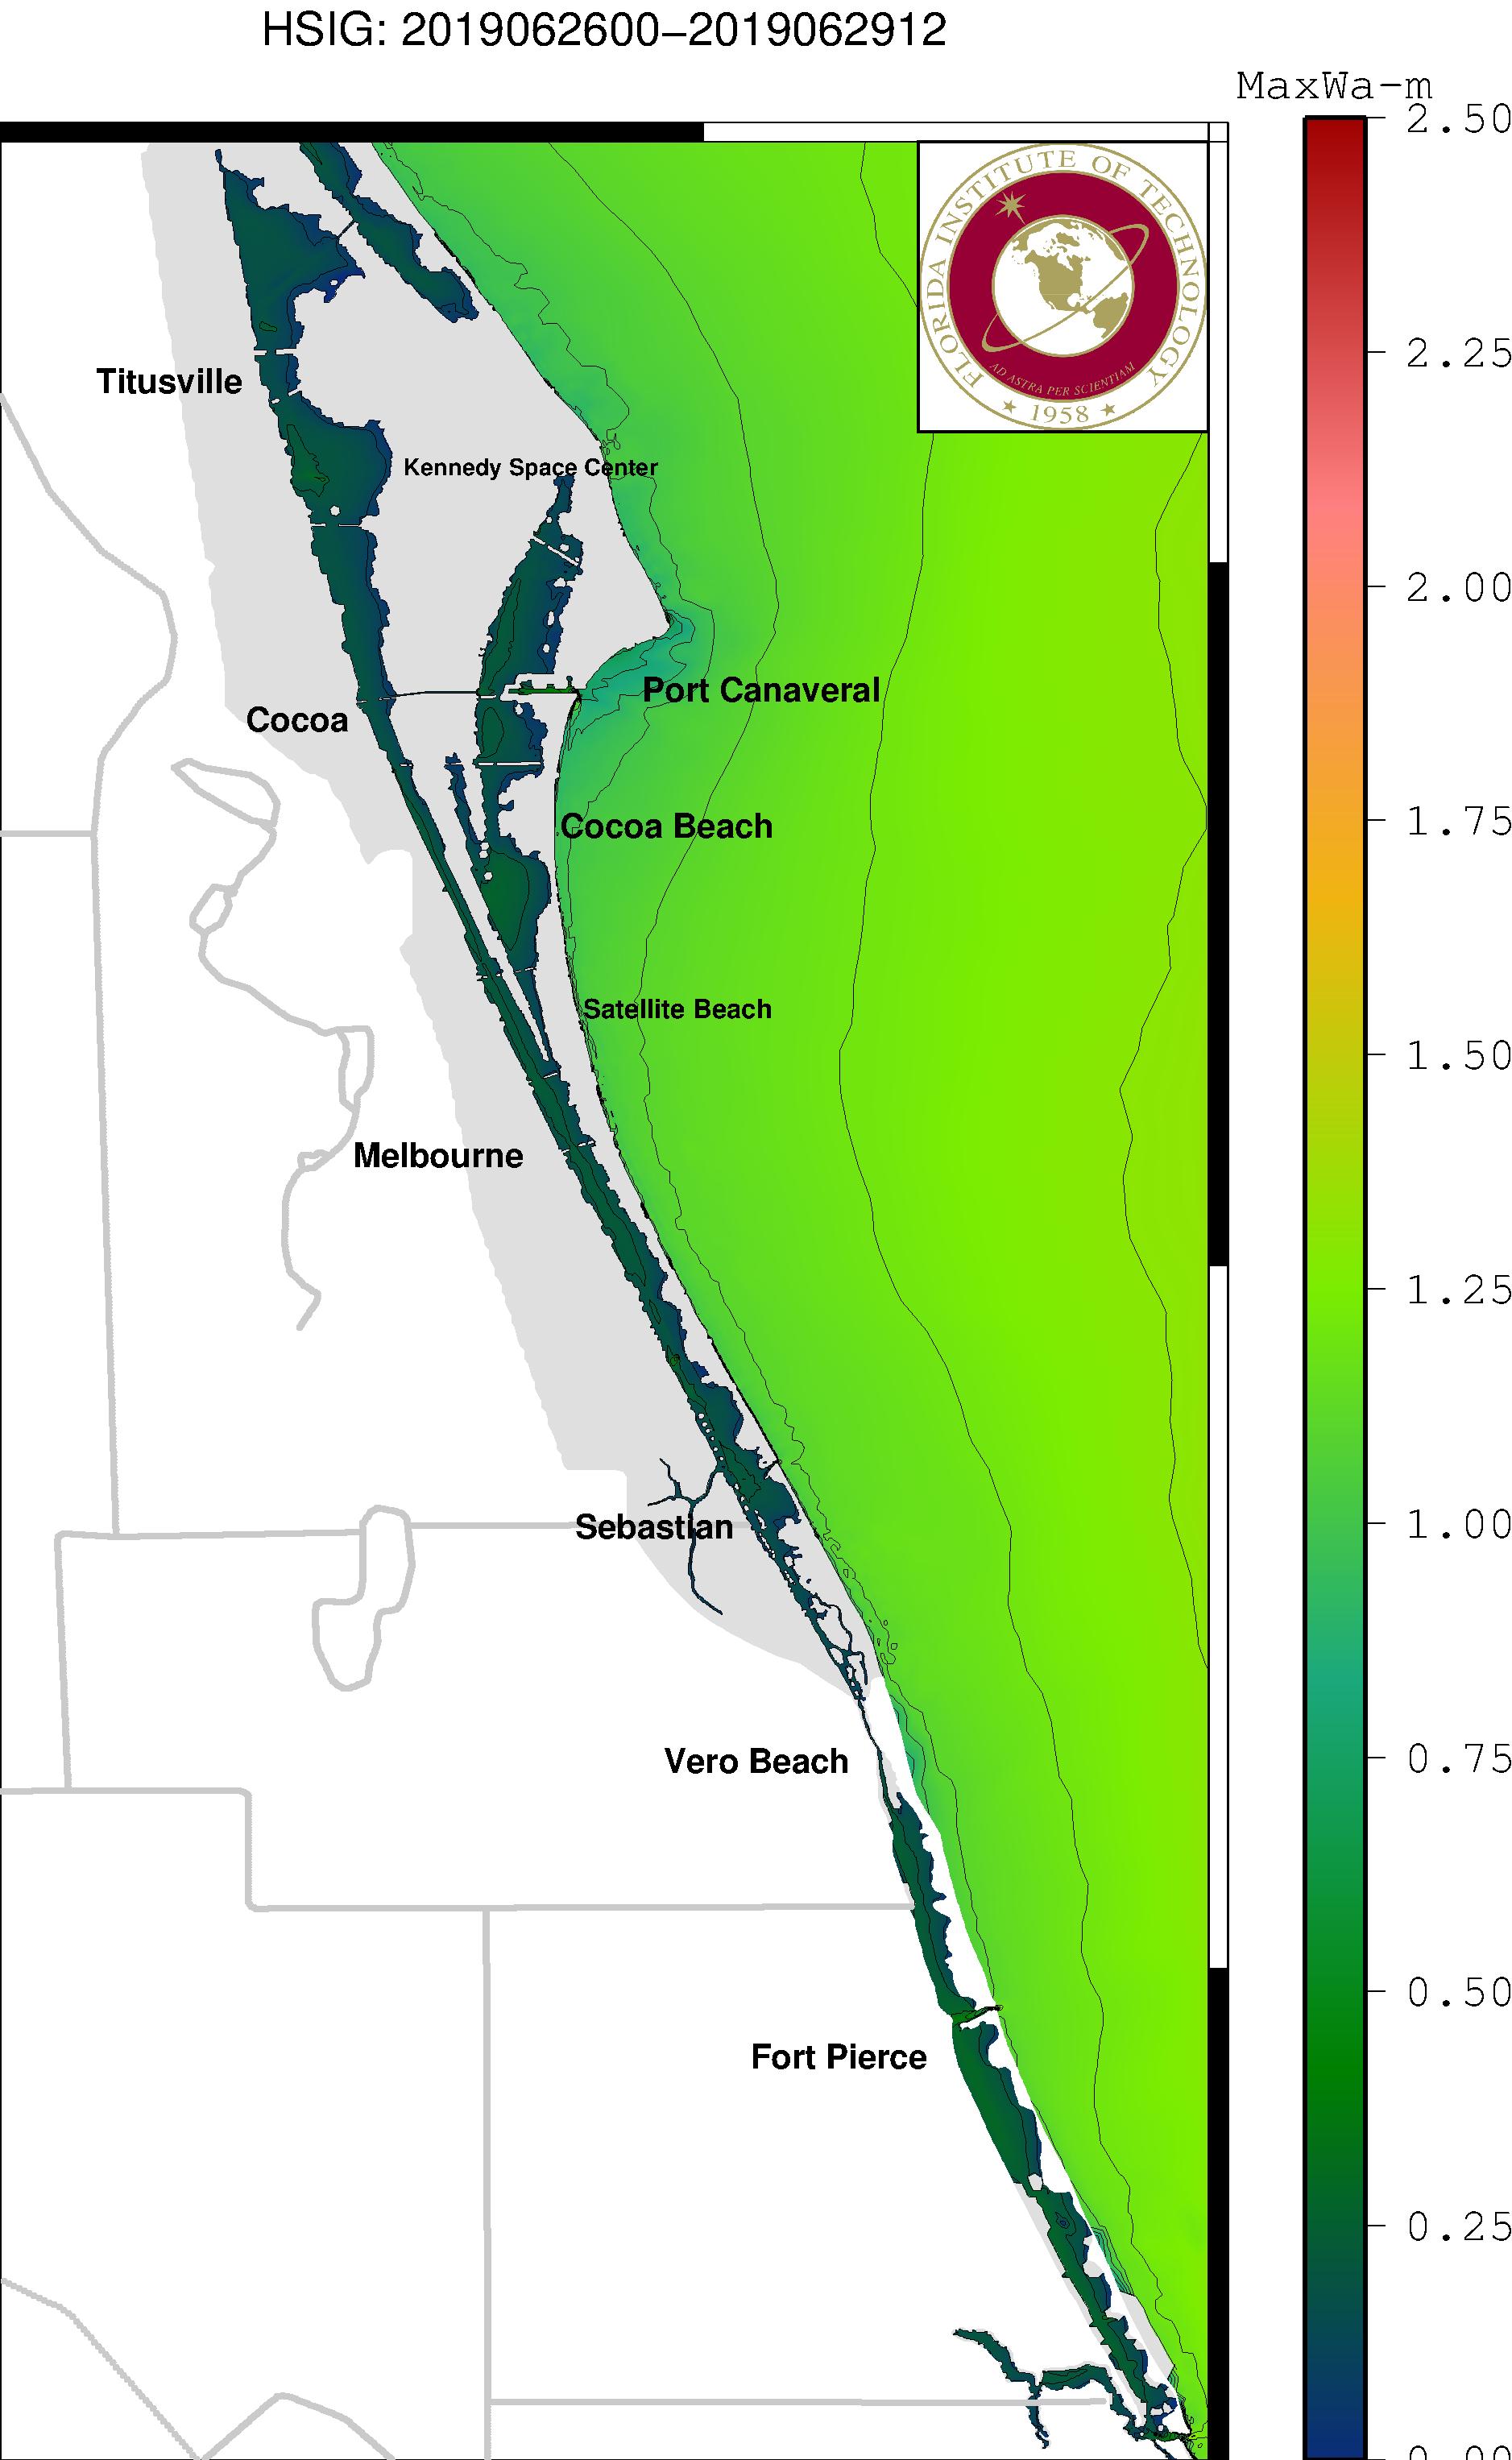 HSIG: 2019062600–2019062912
MaxWa-m
2.50
2.25
2.00
1.75
1.50
1.25
1.00
0.75
0.50
0.25
0.00
FLORIDA INSTITUTE OF TECHNOLOGY
AD ASTRA PER SCIENTIAM
★ 1958 ★
Titusville
Kennedy Space Center
Port Canaveral
Cocoa
Cocoa Beach
Satellite Beach
Melbourne
Sebastian
Vero Beach
Fort Pierce